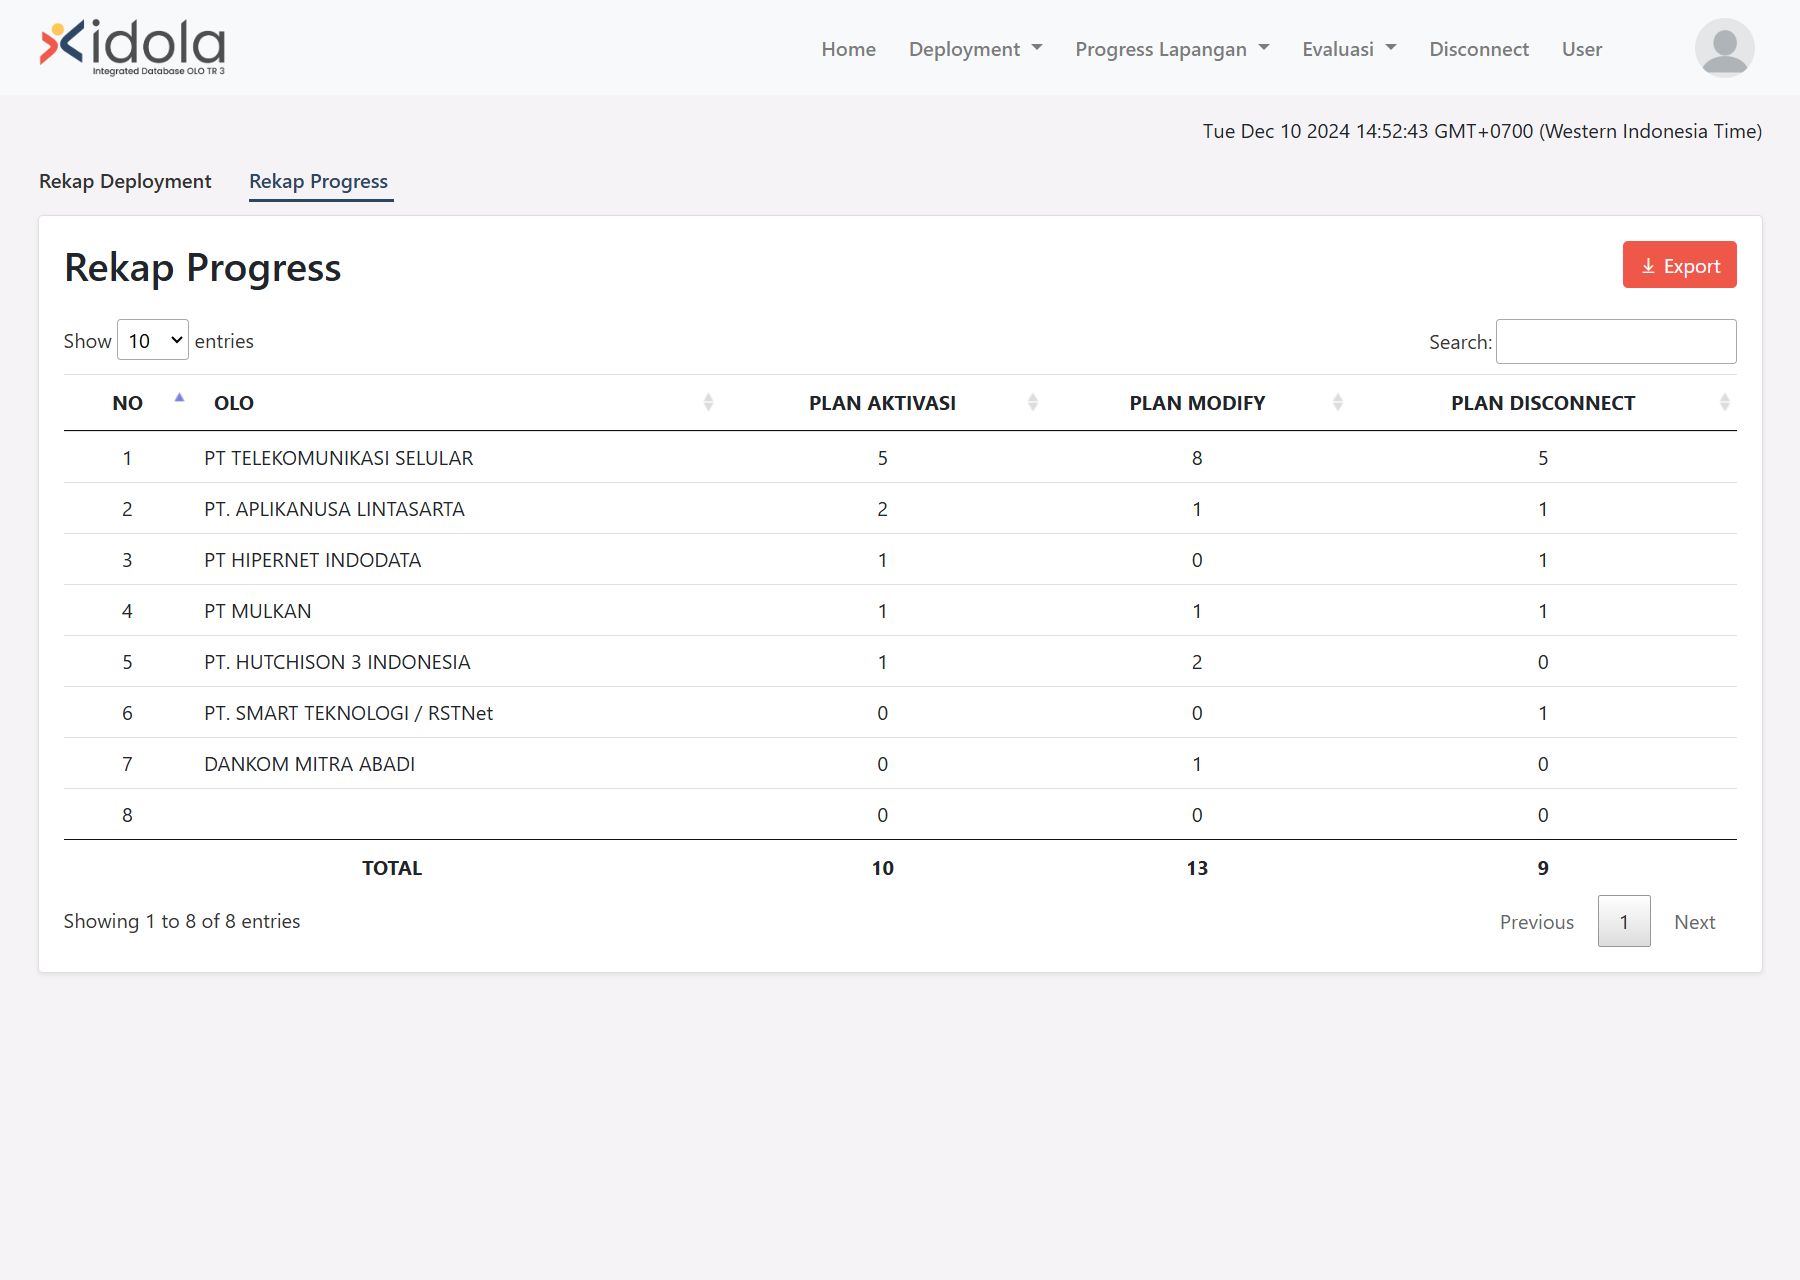 idola
Integrated Database OLO TR 3
Home Deployment Progress Lapangan Evaluasi Disconnect User
Tue Dec 10 2024 14:52:43 GMT+0700 (Western Indonesia Time)
Rekap Deployment Rekap Progress
Rekap Progress
Export
Show 10 entries
Search:
NO OLO PLAN AKTIVASI PLAN MODIFY PLAN DISCONNECT
1 PT TELEKOMUNIKASI SELULAR 5 8 5
2 PT. APLIKANUSA LINTASARTA 2 1 1
3 PT HIPERNET INDODATA 1 0 1
4 PT MULKAN 1 1 1
5 PT. HUTCHISON 3 INDONESIA 1 2 0
6 PT. SMART TEKNOLOGI / RSTNet 0 0 1
7 DANKOM MITRA ABADI 0 1 0
8 0 0 0
TOTAL 10 13 9
Showing 1 to 8 of 8 entries
Previous 1 Next